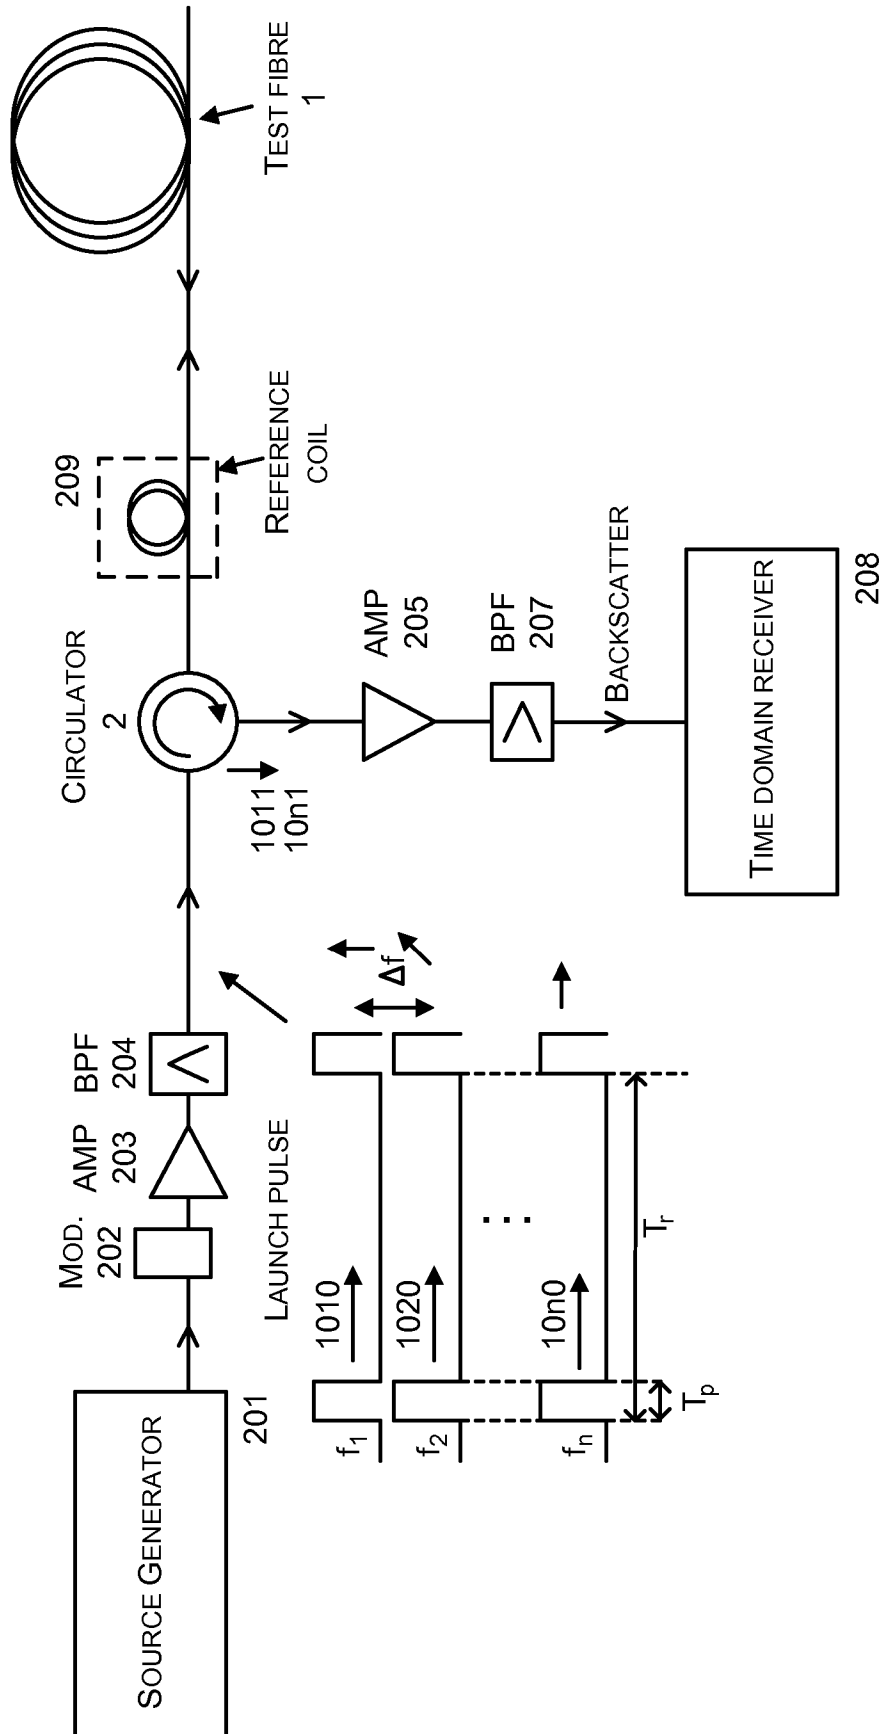 SOURCE GENERATOR
201
MOD.
202
AMP
203
BPF
204
CIRCULATOR
2
209
REFERENCE
COIL
TEST FIBRE
1
LAUNCH PULSE
1011
10n1
AMP
205
BPF
207
BACKSCATTER
TIME DOMAIN RECEIVER
208
f1
1010
f2
1020
Δf
...
fn
10n0
Tr
Tp